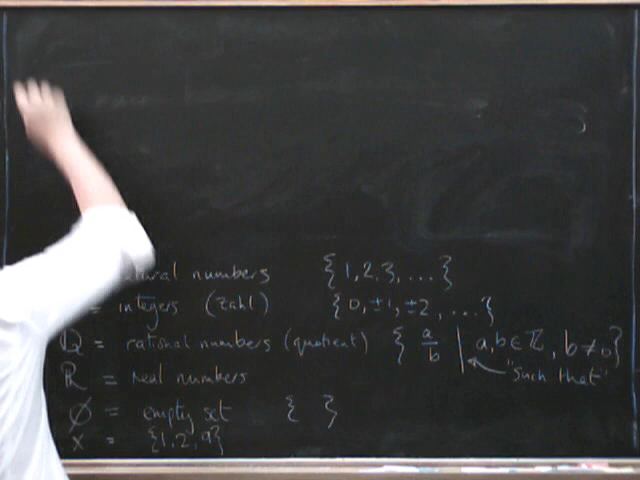 numbers {1,2,3,...}
= integers (zahl) {0,±1,±2,...}
Q = rational numbers (quotient) {a/b | a,b∈ℤ, b≠0}
ℝ = real numbers "such that"
∅ = empty set { }
X = {1,2,9}